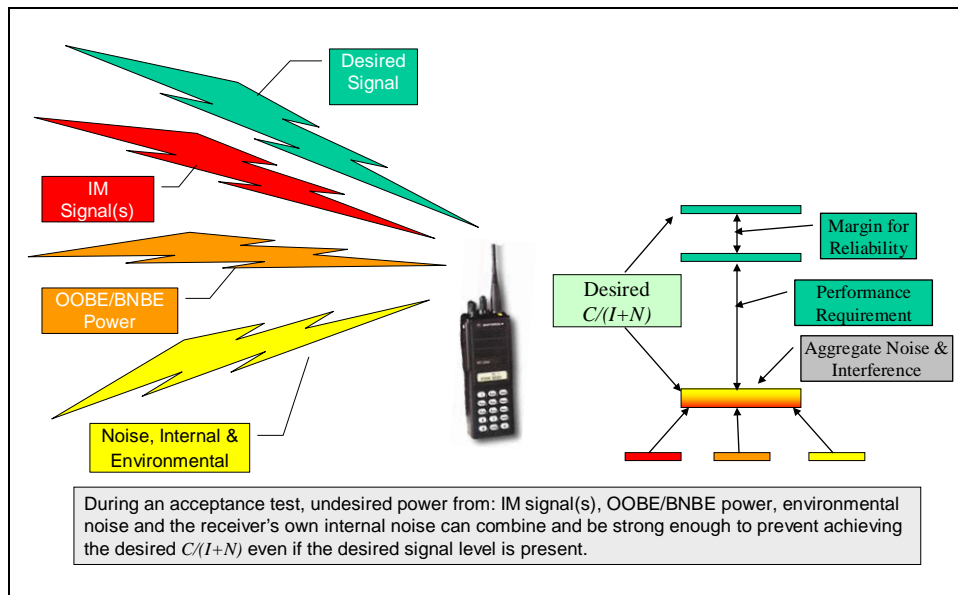 Desired
Signal
IM
Signal(s)
OOBE/BNBE
Power
Noise, Internal &
Environmental
Desired
C/(I+N)
Margin for
Reliability
Performance
Requirement
Aggregate Noise &
Interference
During an acceptance test, undesired power from: IM signal(s), OOBE/BNBE power, environmental
noise and the receiver's own internal noise can combine and be strong enough to prevent achieving
the desired C/(I+N) even if the desired signal level is present.